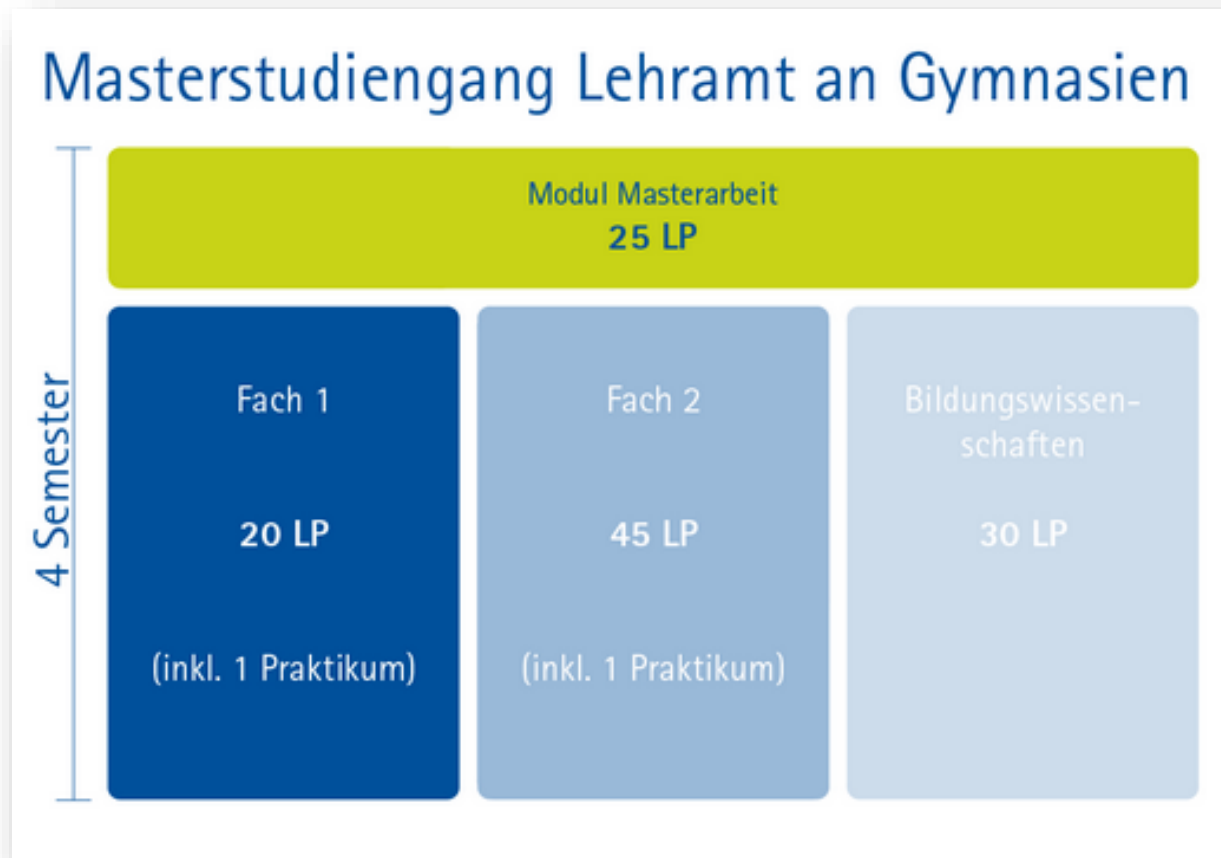 Masterstudiengang Lehramt an Gymnasien
4 Semester
Modul Masterarbeit
25 LP
Fach 1
20 LP
(inkl. 1 Praktikum)
Fach 2
45 LP
(inkl. 1 Praktikum)
Bildungswissen-
schaften
30 LP